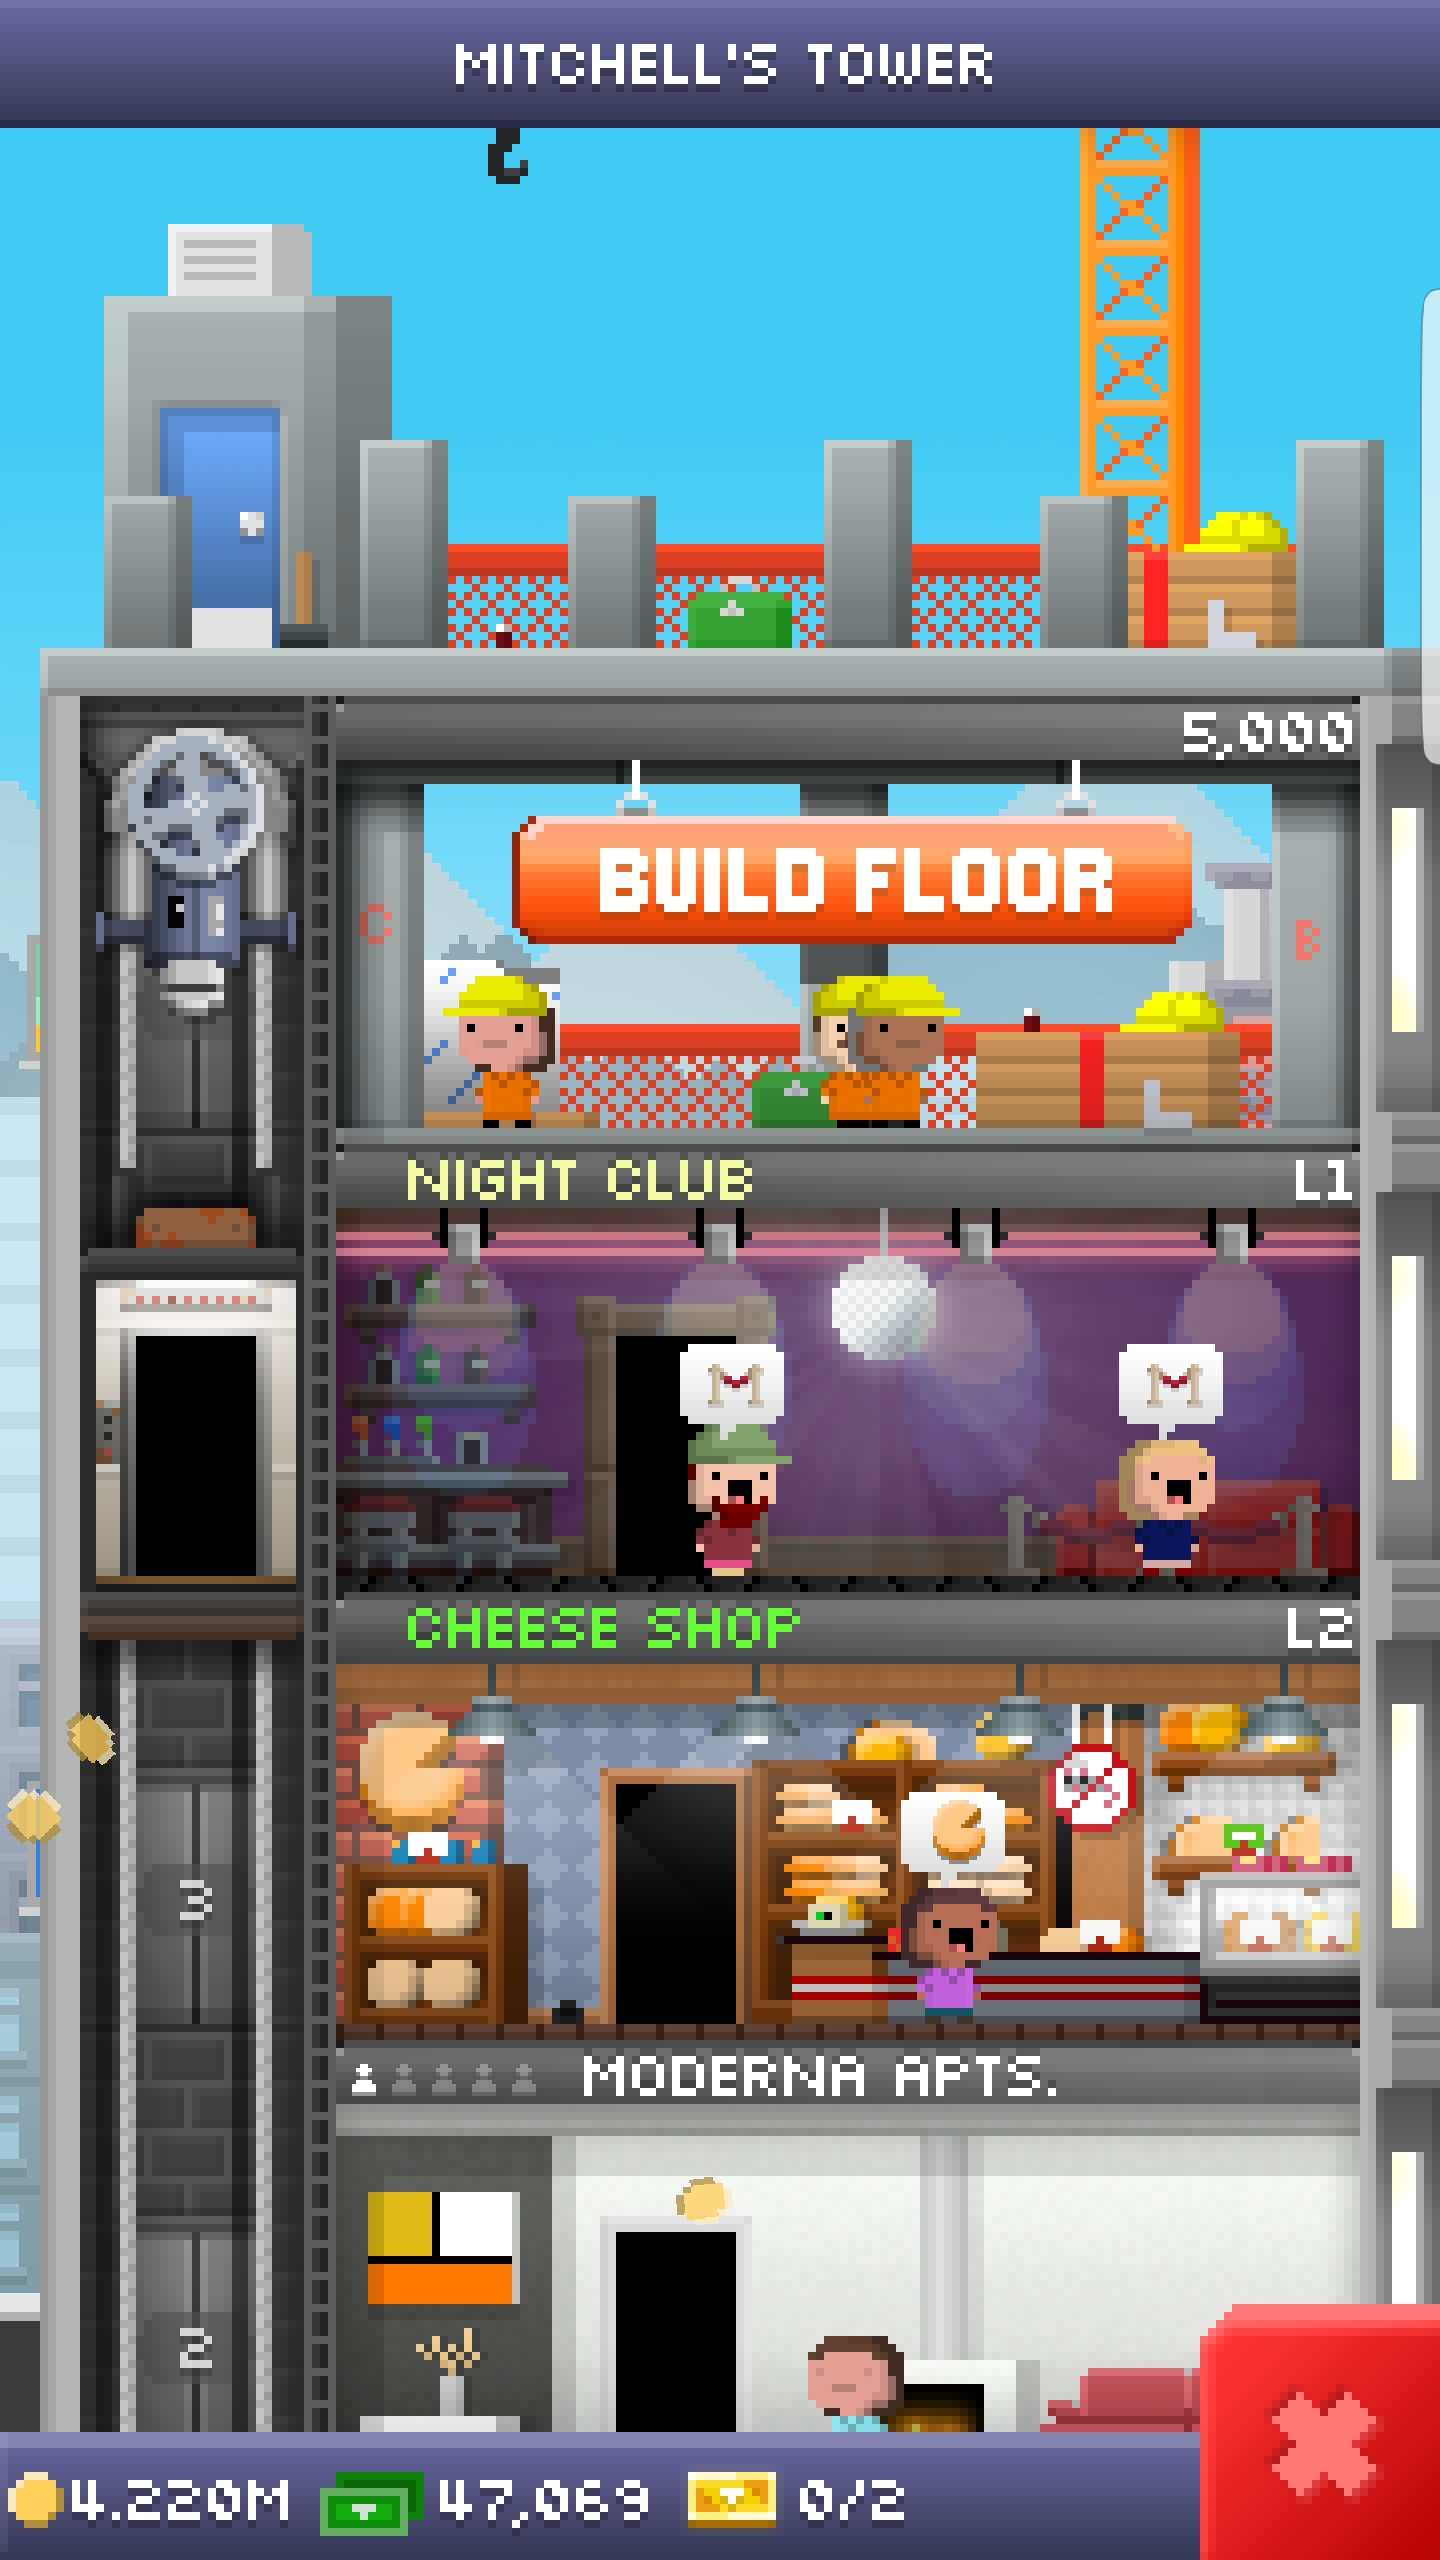 MITCHELL'S TOWER
5,000
BUILD FLOOR
C
B
NIGHT CLUB L1
CHEESE SHOP L2
3
MODERNA APTS.
2
4.220M 47,069 0/2